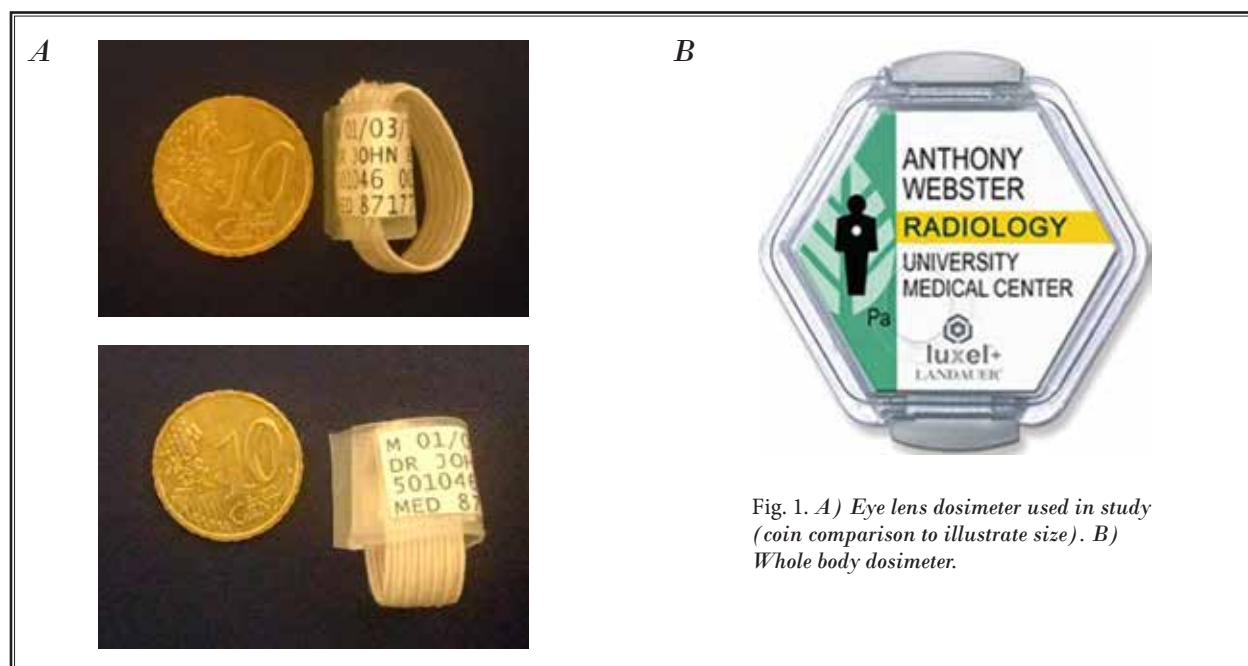 A
B
10
01/03/
JOHN
MED 8717
10
M 01/0
DR JOH
501046
MED 87
ANTHONY
WEBSTER
RADIOLOGY
UNIVERSITY
MEDICAL CENTER
Pa
luxel+
LANDAUER
Fig. 1. A) Eye lens dosimeter used in study
(coin comparison to illustrate size). B)
Whole body dosimeter.